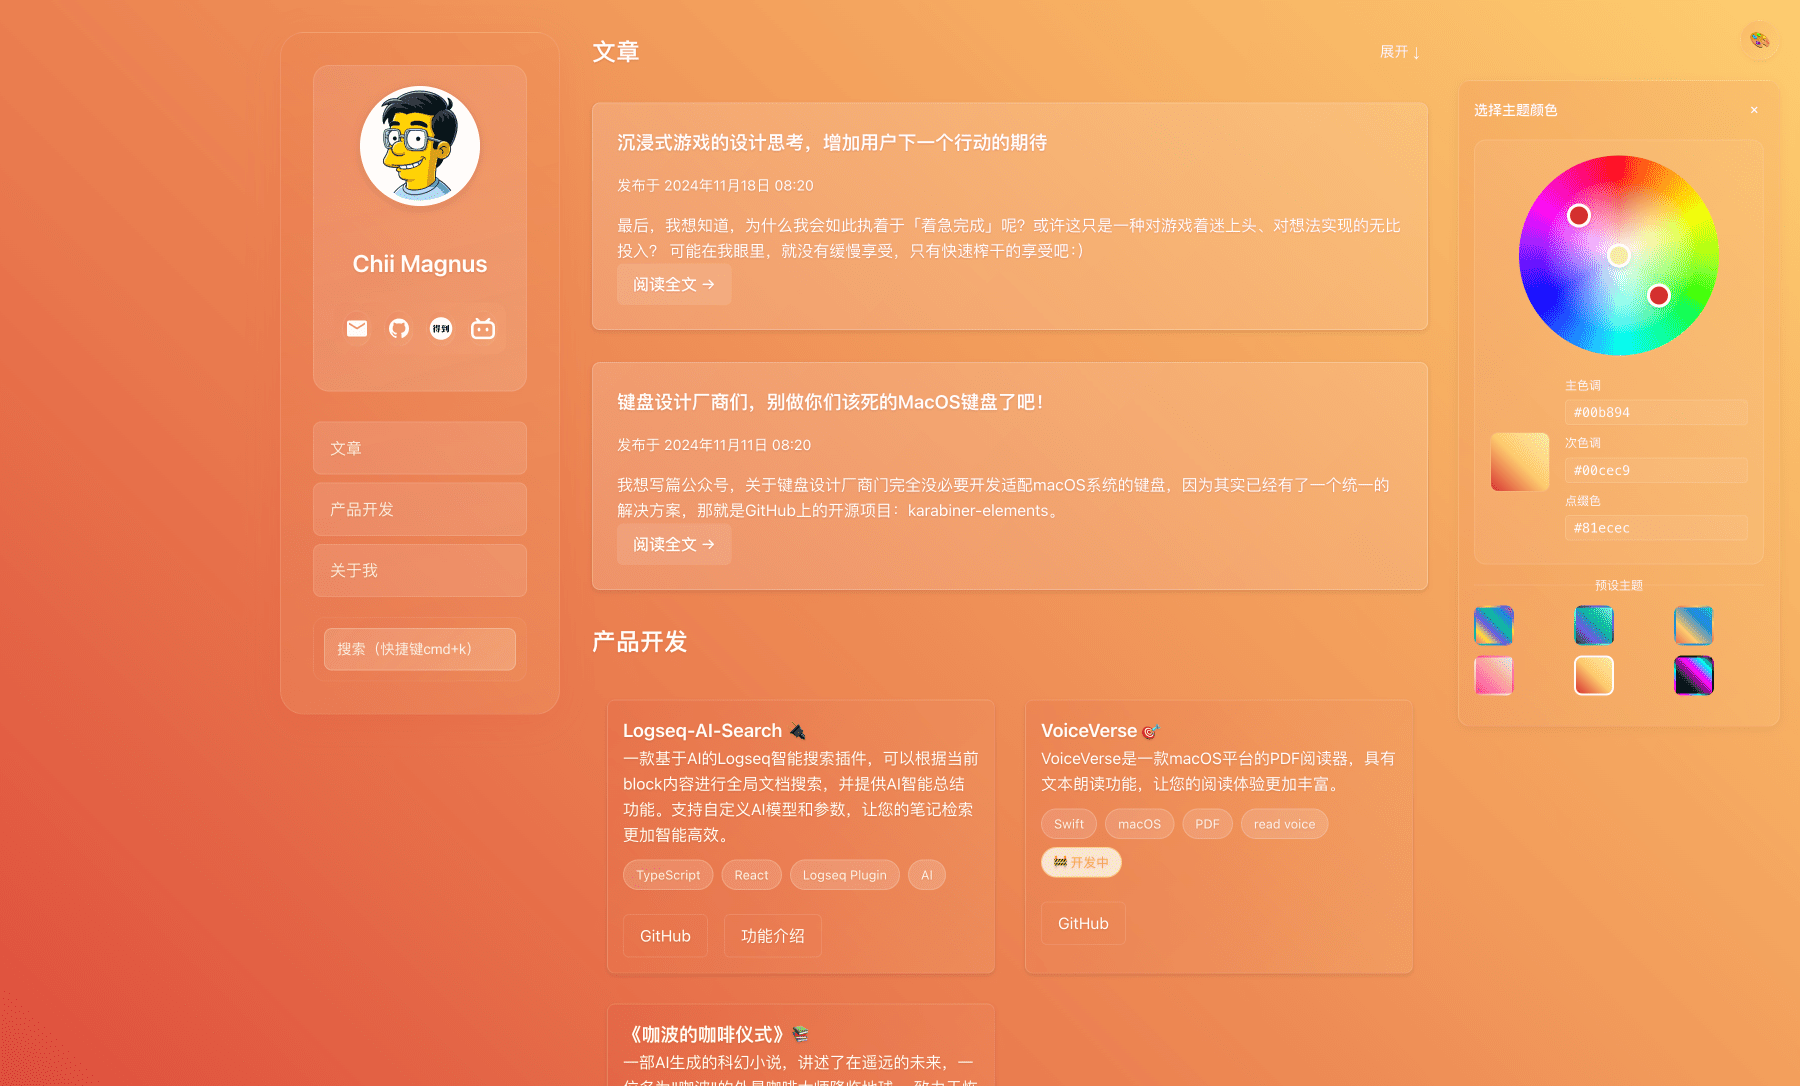 Chii Magnus
得到
文章
产品开发
关于我
搜索（快捷键cmd+k）
文章
展开 ↓
沉浸式游戏的设计思考，增加用户下一个行动的期待
发布于 2024年11月18日 08:20
最后，我想知道，为什么我会如此执着于「着急完成」呢？或许这只是一种对游戏着迷上头、对想法实现的无比
投入？ 可能在我眼里，就没有缓慢享受，只有快速榨干的享受吧：）
阅读全文 →
键盘设计厂商们，别做你们该死的MacOS键盘了吧！
发布于 2024年11月11日 08:20
我想写篇公众号，关于键盘设计厂商门完全没必要开发适配macOS系统的键盘，因为其实已经有了一个统一的
解决方案，那就是GitHub上的开源项目：karabiner-elements。
阅读全文 →
产品开发
Logseq-AI-Search 🔌
一款基于AI的Logseq智能搜索插件，可以根据当前
block内容进行全局文档搜索，并提供AI智能总结
功能。支持自定义AI模型和参数，让您的笔记检索
更加智能高效。
TypeScript React Logseq Plugin AI
GitHub 功能介绍
VoiceVerse 🎯
VoiceVerse是一款macOS平台的PDF阅读器，具有
文本朗读功能，让您的阅读体验更加丰富。
Swift macOS PDF read voice
🚧 开发中
GitHub
《咖波的咖啡仪式》📚
一部AI生成的科幻小说，讲述了在遥远的未来，一
选择主题颜色 ×
主色调
#00b894
次色调
#00cec9
点缀色
#81ecec
预设主题